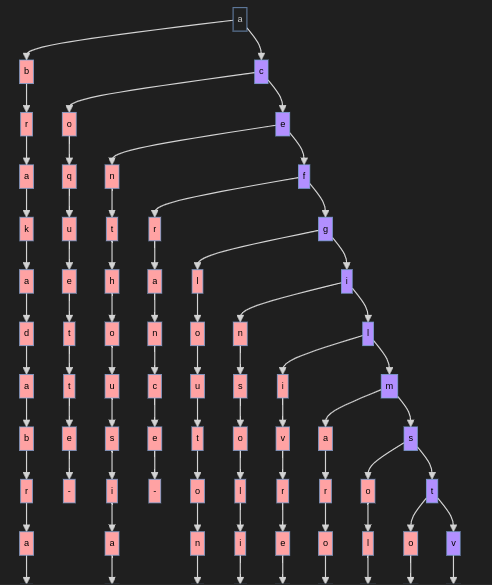 a
b c
r o e
a q n f
k u t r g
a e h a l i
d t o n o n l
a t u c u s i m
b e s e t o v a s
r - i - o l r r o t
a a n i e o l o v